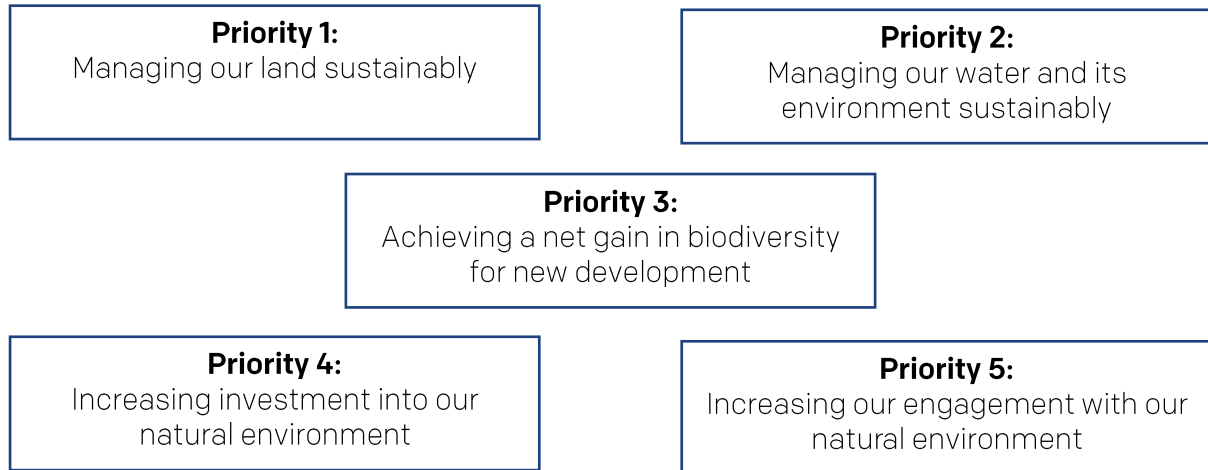 Priority 1:
Managing our land sustainably
Priority 2:
Managing our water and its
environment sustainably
Priority 3:
Achieving a net gain in biodiversity
for new development
Priority 4:
Increasing investment into our
natural environment
Priority 5:
Increasing our engagement with our
natural environment